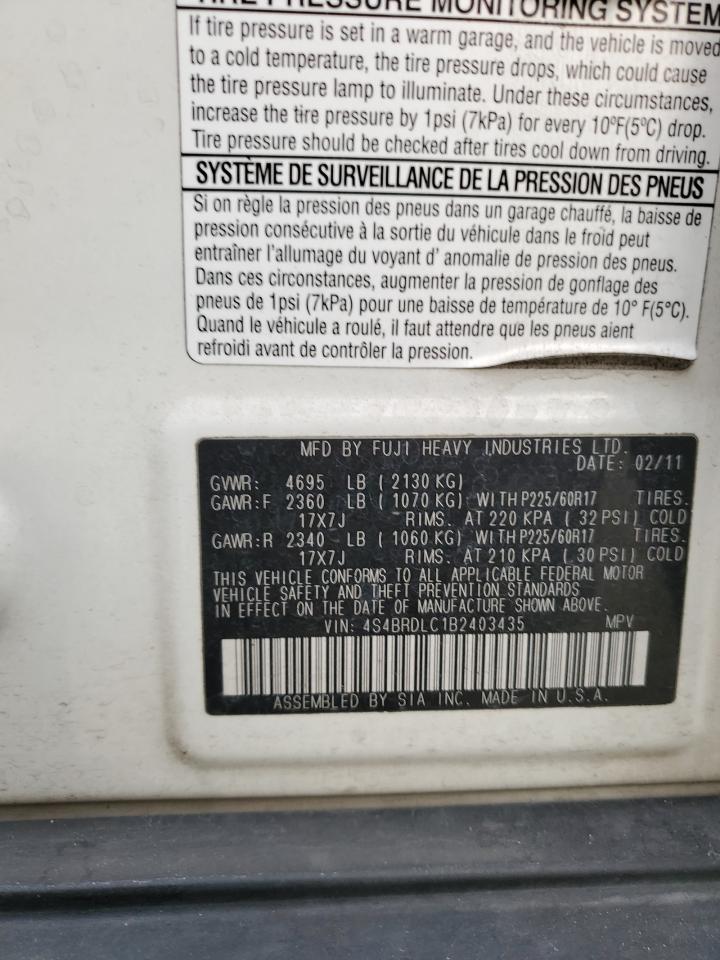 TIRE PRESSURE MONITORING SYSTEM
If tire pressure is set in a warm garage, and the vehicle is moved
to a cold temperature, the tire pressure drops, which could cause
the tire pressure lamp to illuminate. Under these circumstances,
increase the tire pressure by 1psi (7kPa) for every 10ºF(5°C) drop.
Tire pressure should be checked after tires cool down from driving.
SYSTÈME DE SURVEILLANCE DE LA PRESSION DES PNEUS
Si on règle la pression des pneus dans un garage chauffé, la baisse de
pression consécutive à la sortie du véhicule dans le froid peut
entraîner l'allumage du voyant d' anomalie de pression des pneus.
Dans ces circonstances, augmenter la pression de gonflage des
pneus de 1psi (7kPa) pour une baisse de température de 10° F(5°C).
Quand le véhicule a roulé, il faut attendre que les pneus aient
refroidi avant de contrôler la pression.
MFD BY FUJI HEAVY INDUSTRIES LTD.
DATE: 02/11
GVWR: 4695 LB ( 2130 KG)
GAWR:F 2360 LB ( 1070 KG) WITH P225/60R17 TIRES.
17X7J RIMS. AT 220 KPA ( 32 PSI) COLD
GAWR:R 2340 LB ( 1060 KG) WITH P225/60R17 TIRES.
17X7J RIMS. AT 210 KPA ( 30 PSI) COLD
THIS VEHICLE CONFORMS TO ALL APPLICABLE FEDERAL MOTOR
VEHICLE SAFETY AND THEFT PREVENTION STANDARDS
IN EFFECT ON THE DATE OF MANUFACTURE SHOWN ABOVE.
VIN: 4S4BRDLC1B2403435 MPV
ASSEMBLED BY SIA INC. MADE IN U.S.A.